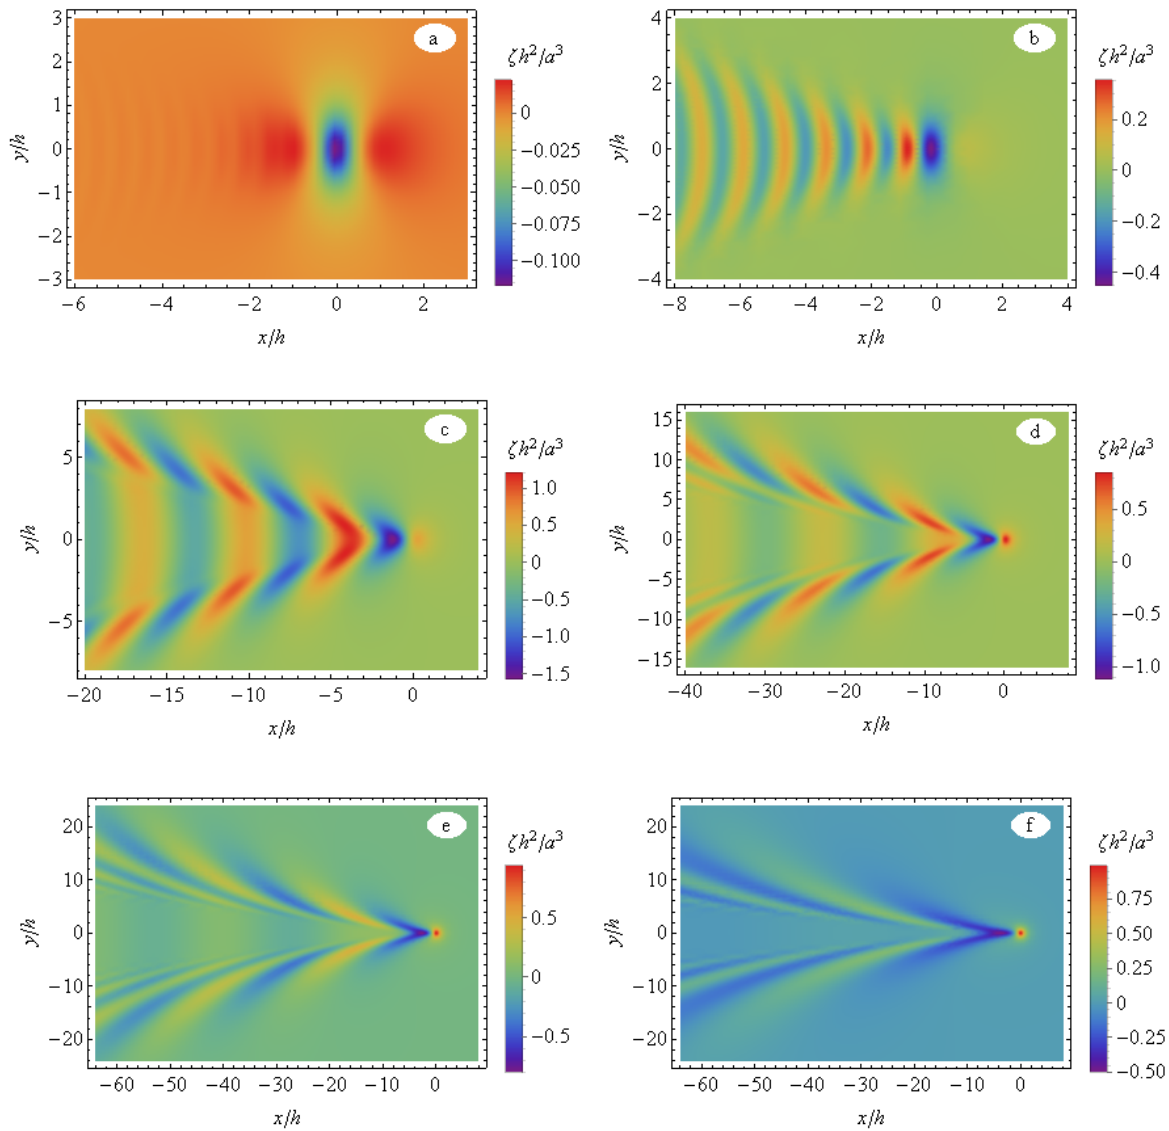 a
ζh²/a³
3
2
1
0
−1
−2
−3
y/h
−6 −4 −2 0 2
x/h
0
−0.025
−0.050
−0.075
−0.100
b
ζh²/a³
4
2
0
−2
−4
y/h
−8 −6 −4 −2 0 2 4
x/h
0.2
0
−0.2
−0.4
c
ζh²/a³
5
0
−5
y/h
−20 −15 −10 −5 0
x/h
1.0
0.5
0
−0.5
−1.0
−1.5
d
ζh²/a³
15
10
5
0
−5
−10
−15
y/h
−40 −30 −20 −10 0
x/h
0.5
0
−0.5
−1.0
e
ζh²/a³
20
10
0
−10
−20
y/h
−60 −50 −40 −30 −20 −10 0
x/h
0.5
0
−0.5
f
ζh²/a³
20
10
0
−10
−20
y/h
−60 −50 −40 −30 −20 −10 0
x/h
0.75
0.50
0.25
0
−0.25
−0.50